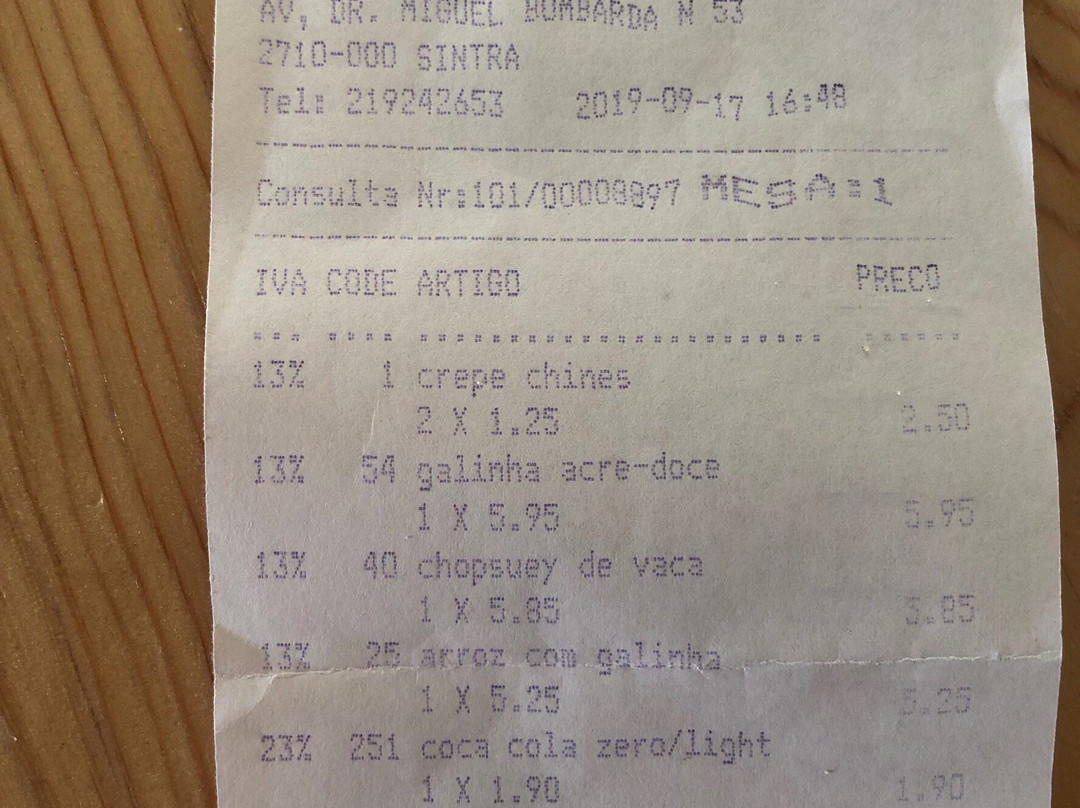 AV, DR. MIGUEL BOMBARDA N 53
2710-000 SINTRA
Tel: 219242653 2019-09-17 16:48
Consulta Nr:101/00008897 MESA:1
IVA CODE ARTIGO PRECO
13% 1 crepe chines
2 X 1.25 2.50
13% 54 galinha acre-doce
1 X 5.95 5.95
13% 40 chopsuey de vaca
1 X 5.85 5.85
13% 25 arroz com galinha
1 X 5.25 5.25
23% 251 coca cola zero/light
1 X 1.90 1.90